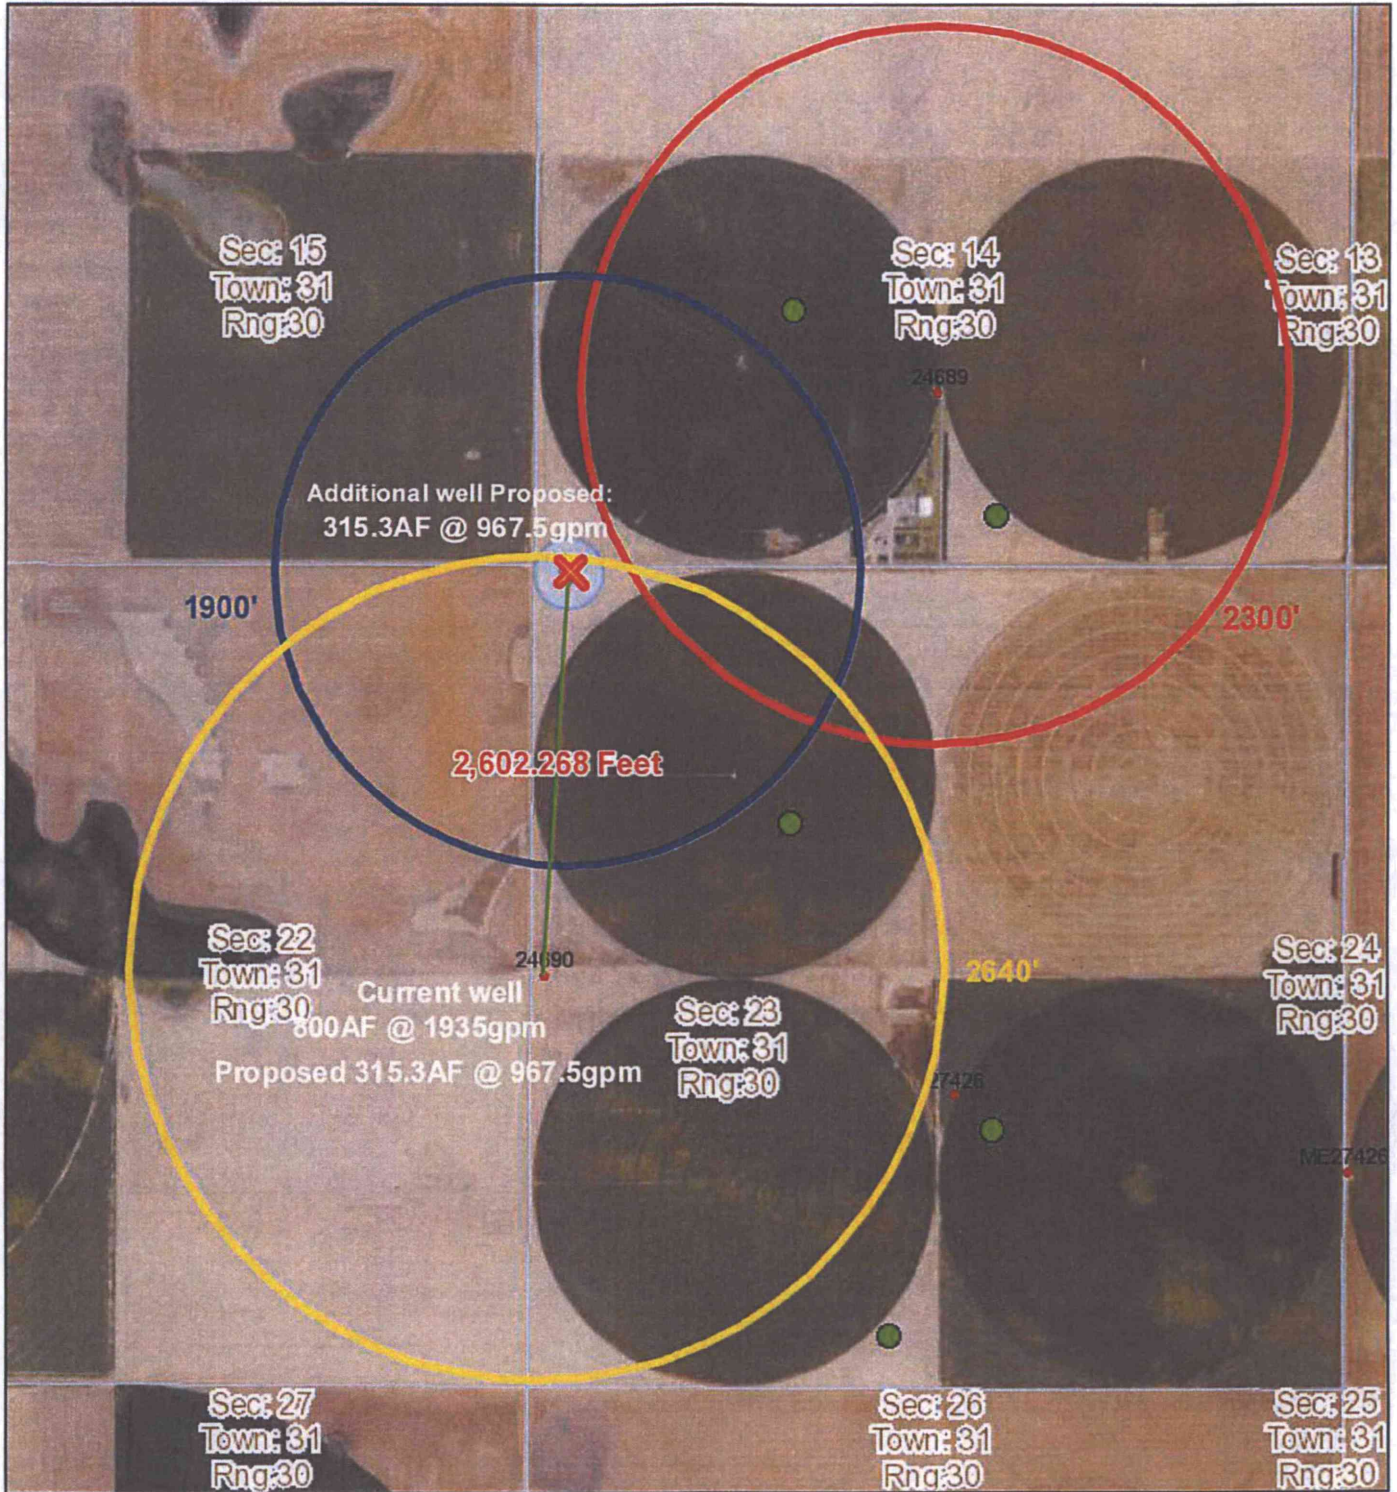 Sec: 15
Town: 31
Rng:30
Sec: 14
Town: 31
Rng:30
Sec: 13
Town: 31
Rng:30
24689
Additional well Proposed:
315.3AF @ 967.5gpm
1900'
2300'
2,602.268 Feet
Sec: 22
Town: 31
Rng:30
24690
2640'
Sec: 24
Town: 31
Rng:30
Current well
800AF @ 1935gpm
Proposed 315.3AF @ 967.5gpm
Sec: 23
Town: 31
Rng:30
27426
ME27426
Sec: 27
Town: 31
Rng:30
Sec: 26
Town: 31
Rng:30
Sec: 25
Town: 31
Rng:30